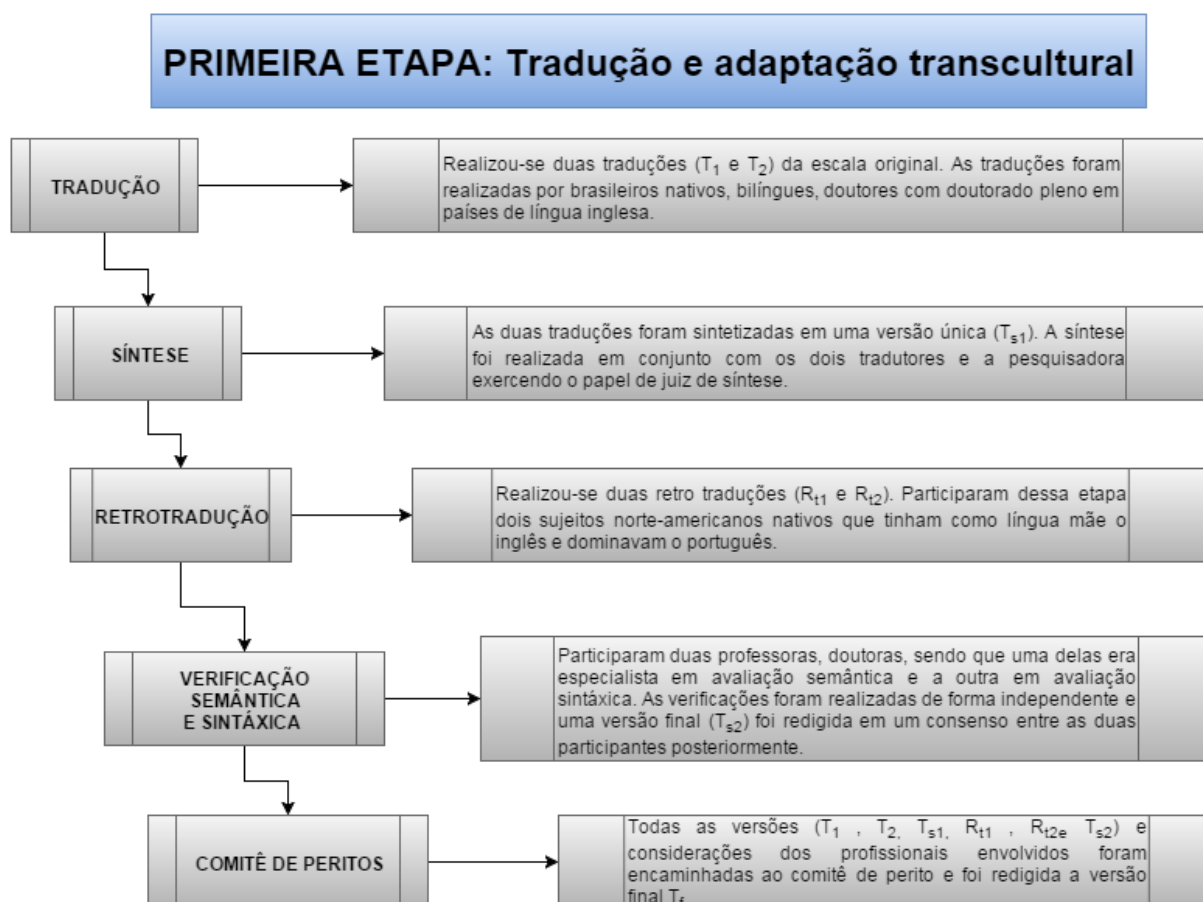 PRIMEIRA ETAPA: Tradução e adaptação transcultural
TRADUÇÃO
Realizou-se duas traduções (T1 e T2) da escala original. As traduções foram
realizadas por brasileiros nativos, bilíngues, doutores com doutorado pleno em
países de língua inglesa.
SÍNTESE
As duas traduções foram sintetizadas em uma versão única (Ts1). A síntese
foi realizada em conjunto com os dois tradutores e a pesquisadora
exercendo o papel de juiz de síntese.
RETROTRADUÇÃO
Realizou-se duas retro traduções (Rt1 e Rt2). Participaram dessa etapa
dois sujeitos norte-americanos nativos que tinham como língua mãe o
inglês e dominavam o português.
VERIFICAÇÃO
SEMÂNTICA
E SINTÁXICA
Participaram duas professoras, doutoras, sendo que uma delas era
especialista em avaliação semântica e a outra em avaliação
sintáxica. As verificações foram realizadas de forma independente e
uma versão final (Ts2) foi redigida em um consenso entre as duas
participantes posteriormente.
COMITÊ DE PERITOS
Todas as versões (T1 , T2, Ts1, Rt1 , Rt2e Ts2) e
considerações dos profissionais envolvidos foram
encaminhadas ao comitê de perito e foi redigida a versão
final Tf